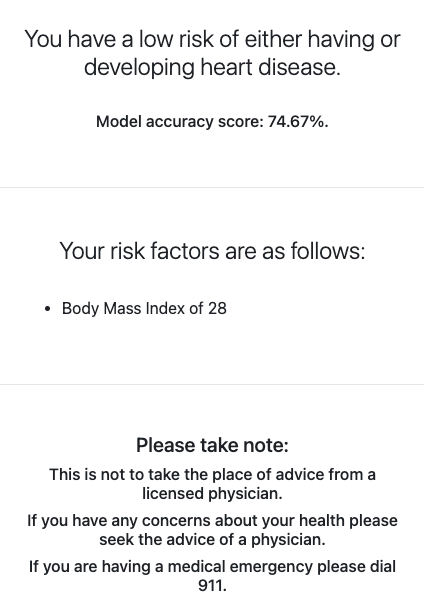 You have a low risk of either having or
developing heart disease.
Model accuracy score: 74.67%.
Your risk factors are as follows:
• Body Mass Index of 28
Please take note:
This is not to take the place of advice from a
licensed physician.
If you have any concerns about your health please
seek the advice of a physician.
If you are having a medical emergency please dial
911.